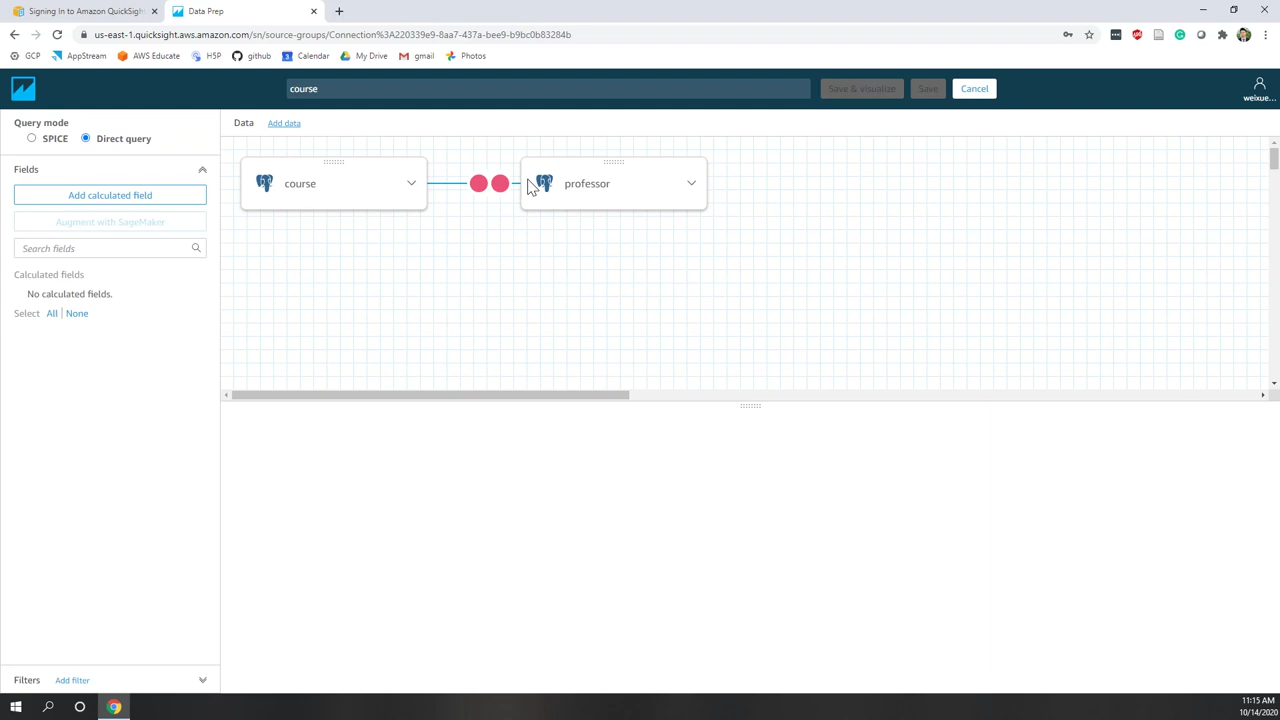 Signing In to Amazon QuickSigh
Data Prep
us-east-1.quicksight.aws.amazon.com/sn/source-groups/Connection%3A220339e9-8aa7-437a-bee9-b9bc0b83284b
GCP AppStream AWS Educate H5P github Calendar My Drive gmail Photos
course
Save & visualize
Save
Cancel
weixue...
Query mode
SPICE
Direct query
Data
Add data
Fields
Add calculated field
Augment with SageMaker
Search fields
Calculated fields
No calculated fields.
Select All None
course
professor
Filters
Add filter
11:15 AM
10/14/2020